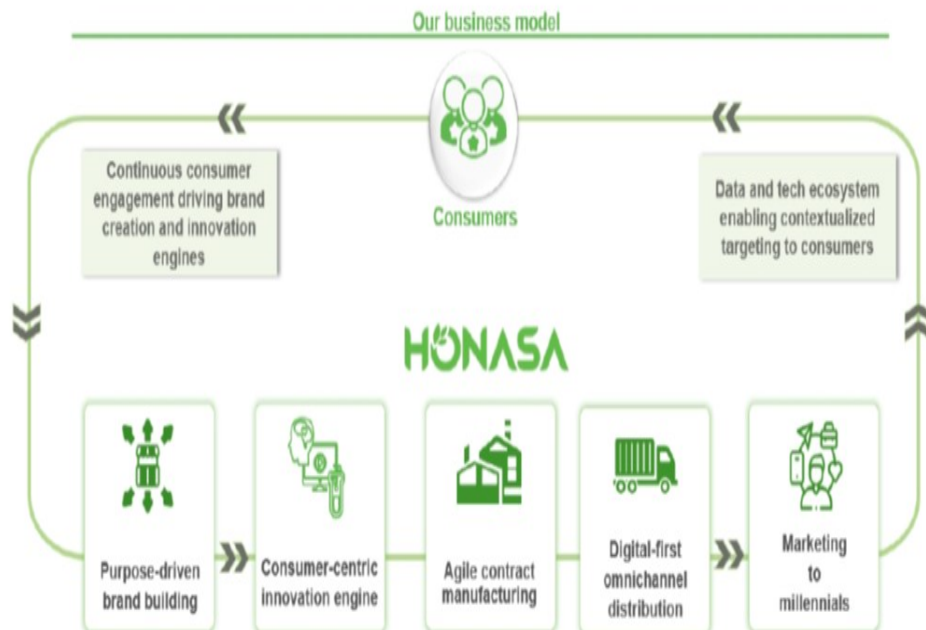 Our business model
Continuous consumer
engagement driving brand
creation and innovation
engines
Consumers
Data and tech ecosystem
enabling contextualized
targeting to consumers
HONASA
Purpose-driven
brand building
Consumer-centric
innovation engine
Agile contract
manufacturing
Digital-first
omnichannel
distribution
Marketing
to
millennials